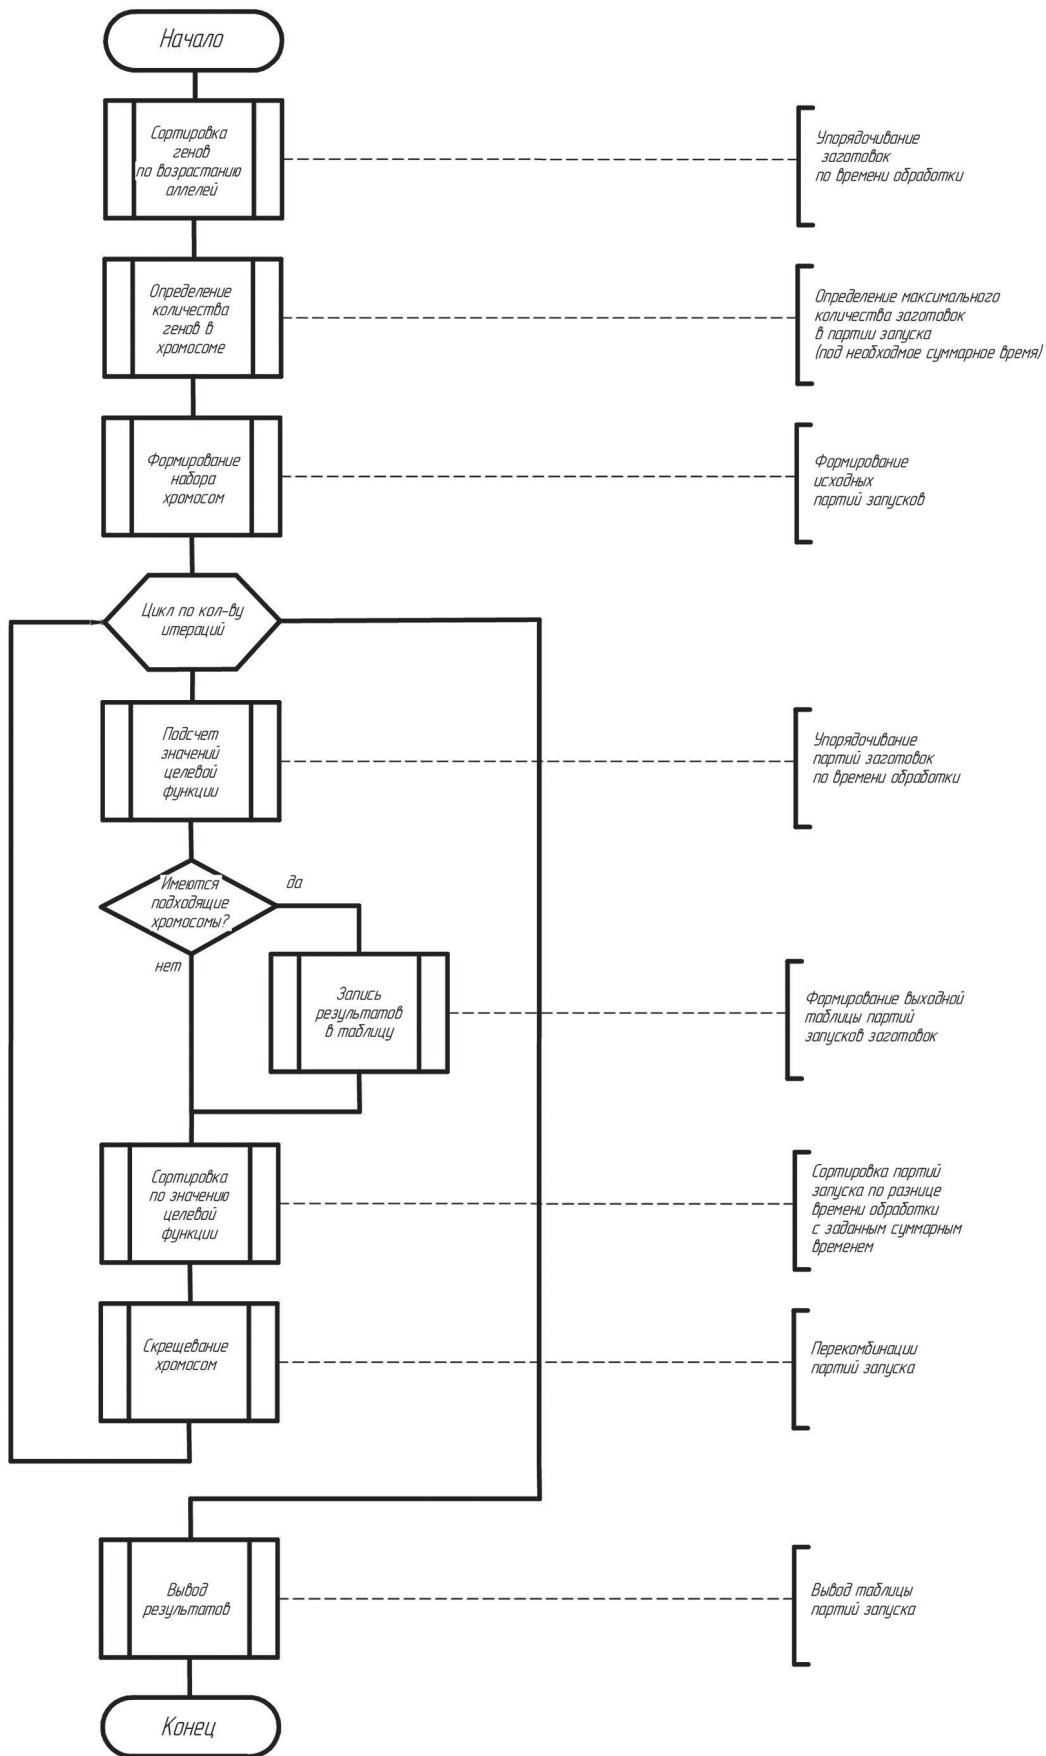 Начало
Сортировка
генов
по возрастанию
аллелей
Упорядочивание
заготовок
по времени обработки
Определение
количества
генов в
хромосоме
Определение максимального
количества заготовок
в партии запуска
(под необходмое суммарное время)
Формирование
набора
хромосом
Формирование
исходных
партий запусков
Цикл по кол-ву
итераций
Подсчет
значений
целевой
функции
Упорядочивание
партий заготовок
по времени обработки
Имеются
подходящие
хромосомы?
да
нет
Запись
результатов
в таблицу
Формирование выходной
таблицы партий
запусков заготовок
Сортировка
по значению
целевой
функции
Сортировка партий
запуска по разнице
времени обработки
с заданным суммарным
временем
Скрещевание
хромосом
Перекомбинации
партий запуска
Вывод
результатов
Вывод таблицы
партий запуска
Конец